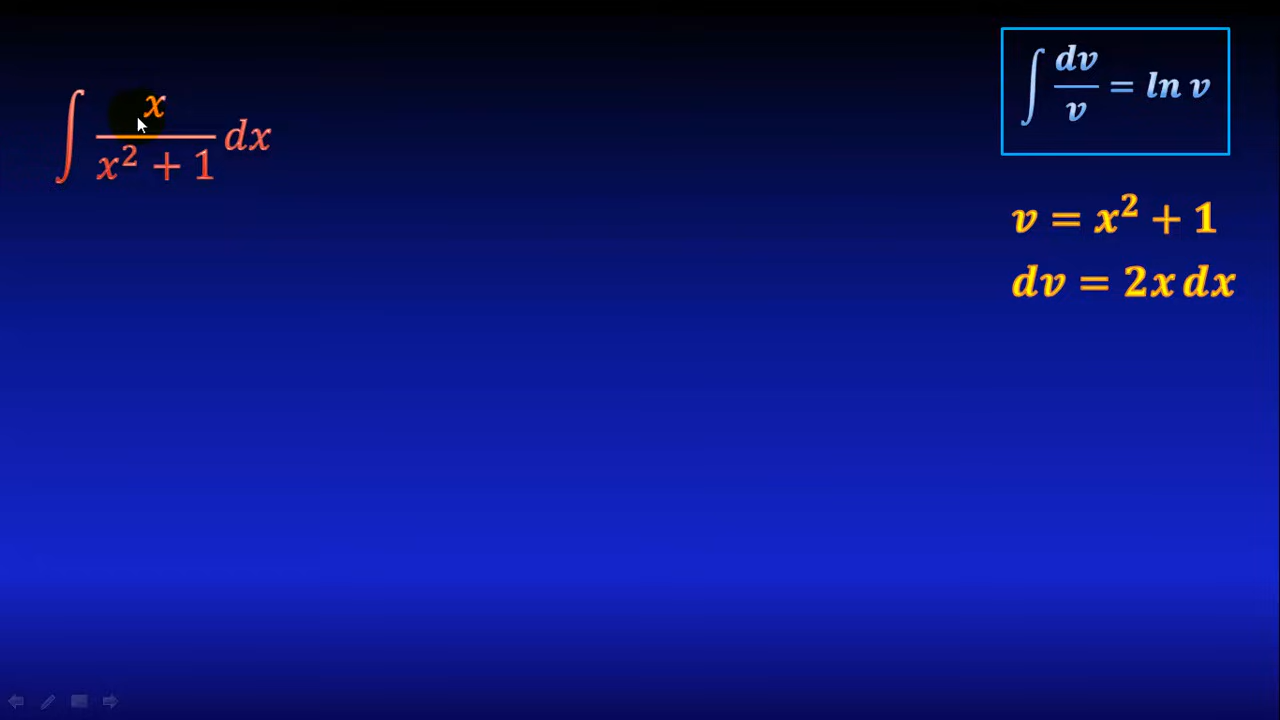 ∫ x / (x² + 1) dx
∫ dv / v = ln v
v = x² + 1
dv = 2x dx